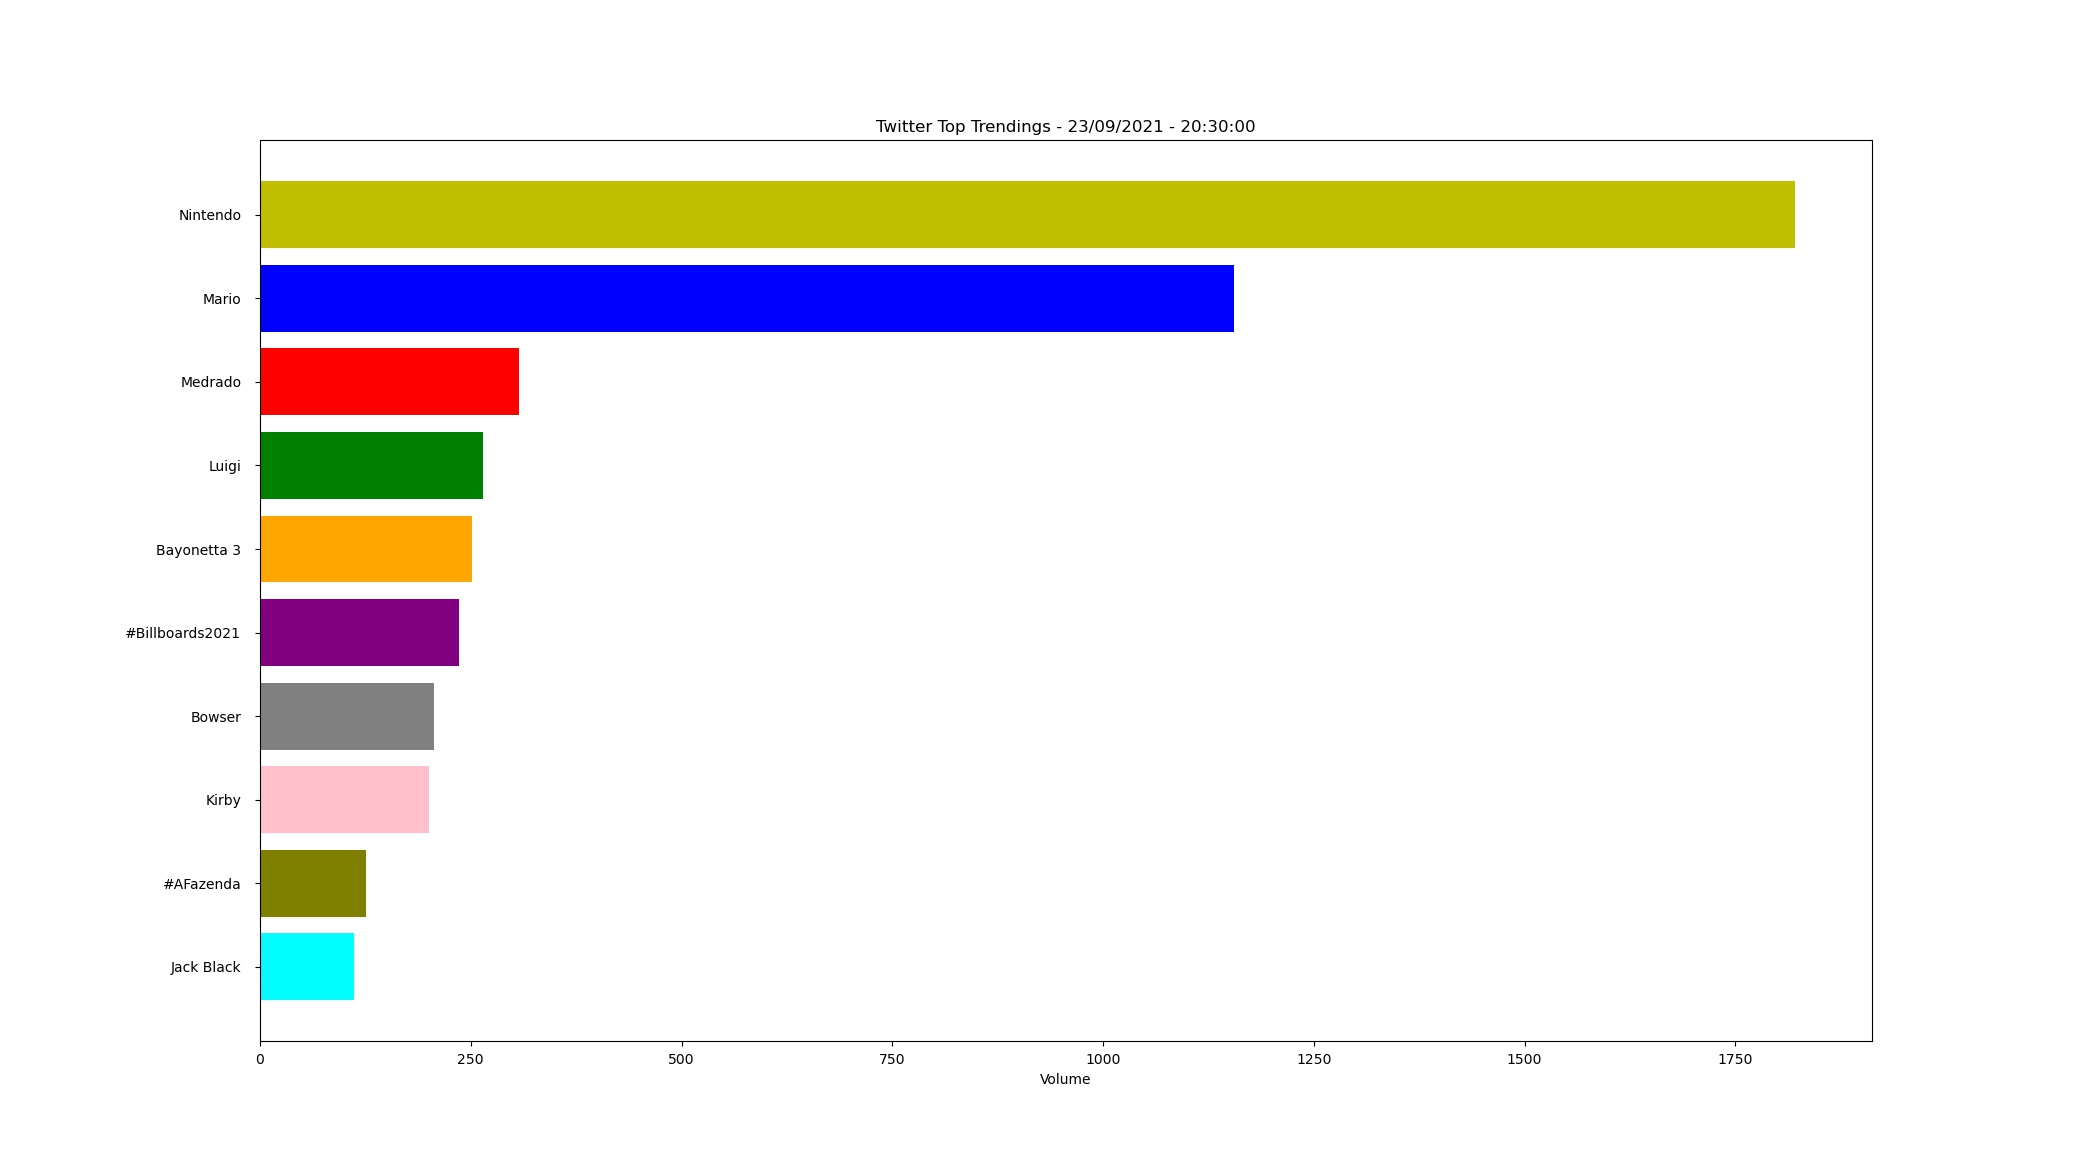 Twitter Top Trendings - 23/09/2021 - 20:30:00
Nintendo
Mario
Medrado
Luigi
Bayonetta 3
#Billboards2021
Bowser
Kirby
#AFazenda
Jack Black
0 250 500 750 1000 1250 1500 1750
Volume